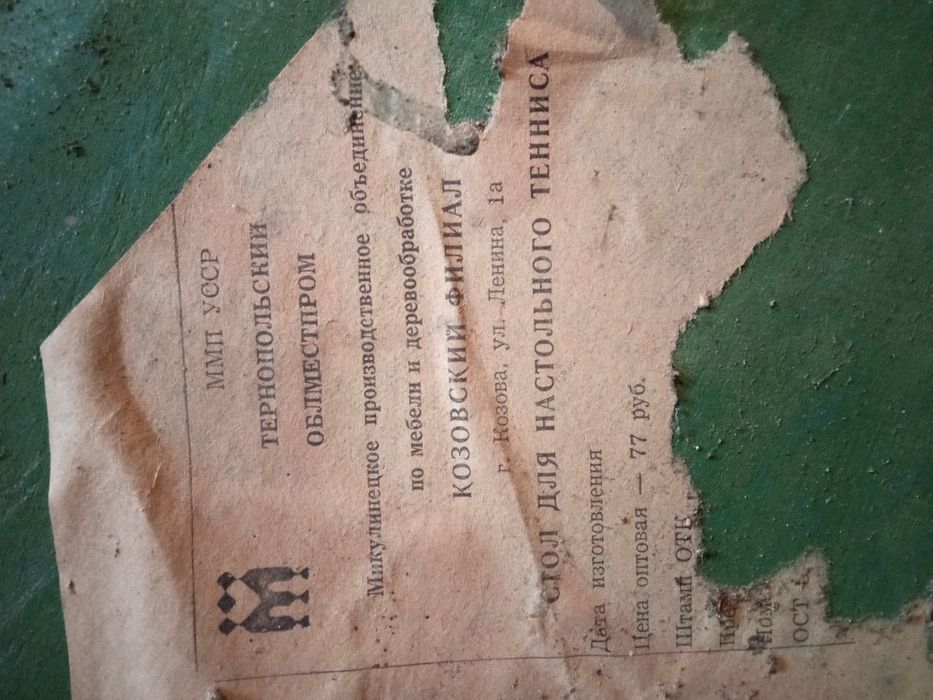 ММП УССР
ТЕРНОПОЛЬСКИЙ
ОБЛМЕСТПРОМ
Микулинецкое производственное объединение
по мебели и деревообработке
КОЗОВСКИЙ ФИЛИАЛ
г. Козова, ул. Ленина, 1а
СТОЛ ДЛЯ НАСТОЛЬНОГО ТЕННИСА
Дата изготовления
Цена оптовая — 77 руб.
Штамп ОТК
ОСТ